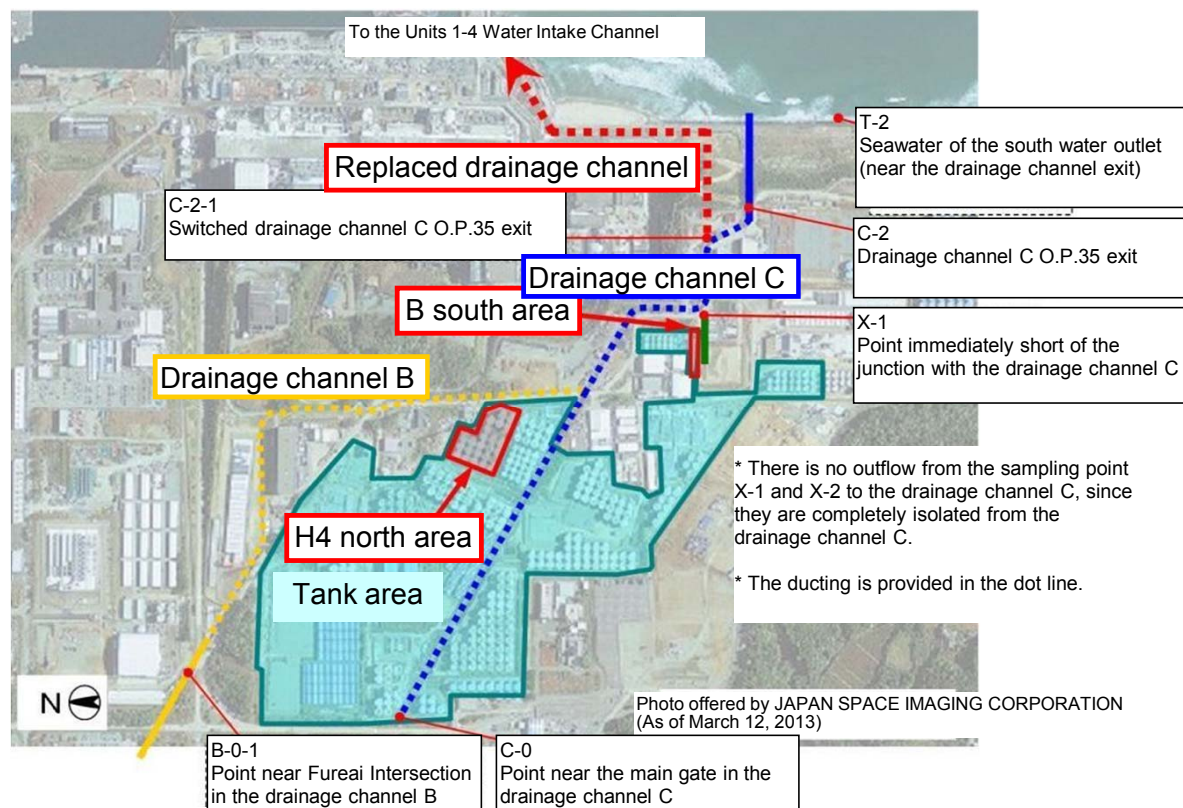 To the Units 1-4 Water Intake Channel
T-2
Seawater of the south water outlet
(near the drainage channel exit)
Replaced drainage channel
C-2-1
Switched drainage channel C O.P.35 exit
C-2
Drainage channel C O.P.35 exit
Drainage channel C
B south area
X-1
Point immediately short of the
junction with the drainage channel C
Drainage channel B
* There is no outflow from the sampling point
X-1 and X-2 to the drainage channel C, since
they are completely isolated from the
drainage channel C.
* The ducting is provided in the dot line.
H4 north area
Tank area
N
Photo offered by JAPAN SPACE IMAGING CORPORATION
(As of March 12, 2013)
B-0-1
Point near Fureai Intersection
in the drainage channel B
C-0
Point near the main gate in the
drainage channel C